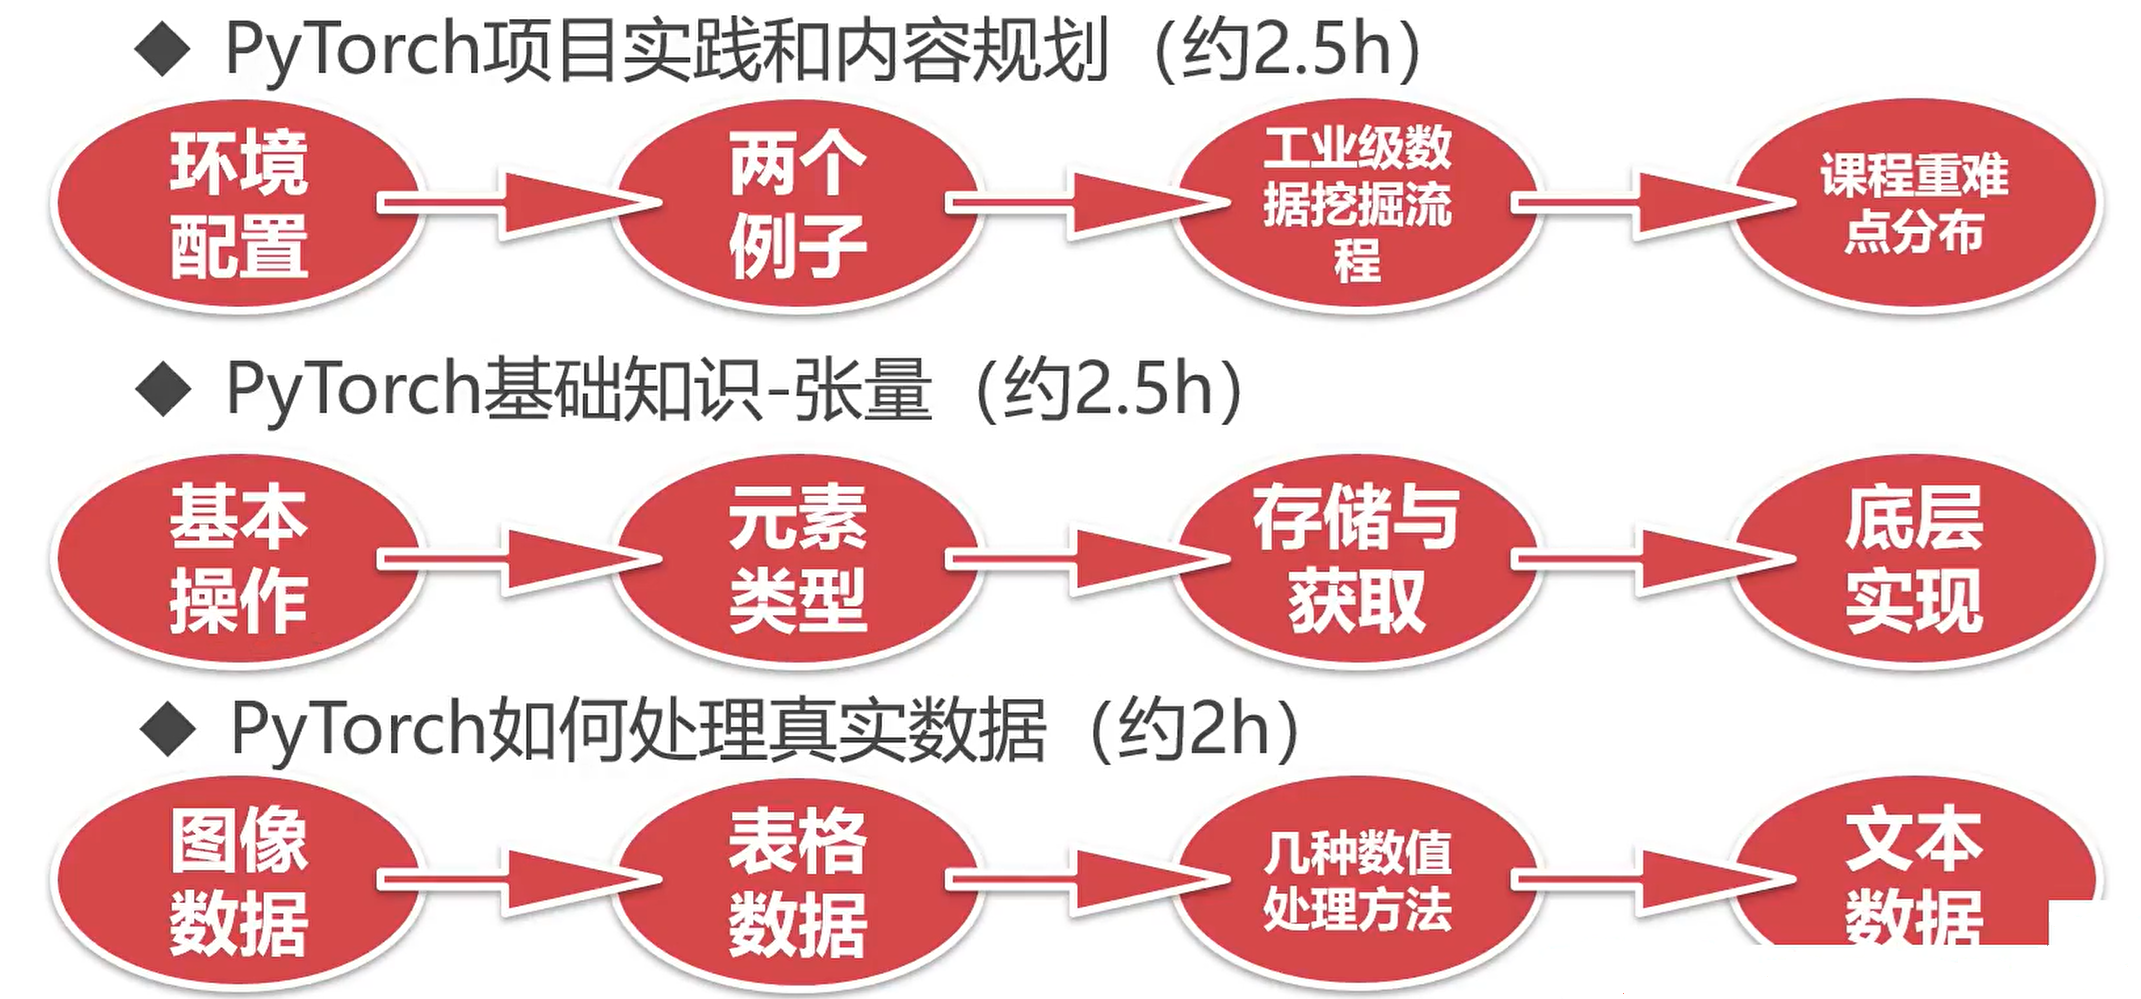 ◆ PyTorch项目实践和内容规划（约2.5h）
环境
配置
两个
例子
工业级数
据挖掘流
程
课程重难
点分布
◆ PyTorch基础知识-张量（约2.5h）
基本
操作
元素
类型
存储与
获取
底层
实现
◆ PyTorch如何处理真实数据（约2h）
图像
数据
表格
数据
几种数值
处理方法
文本
数据